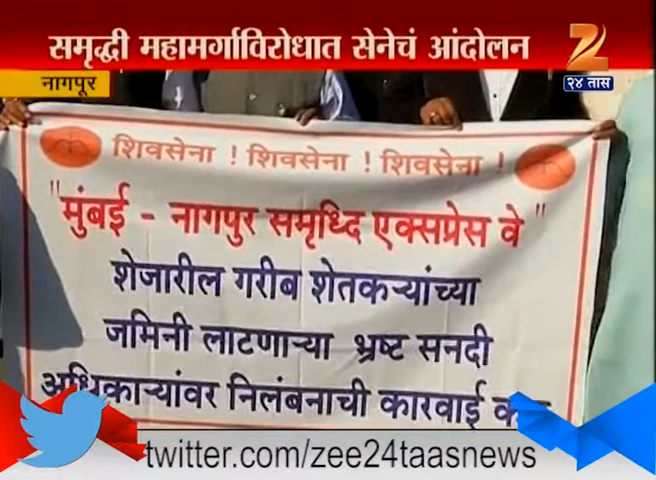 समृद्धी महामार्गाविरोधात सेनेचं आंदोलन
२४ तास
नागपूर
शिवसेना ! शिवसेना ! शिवसेना !
"मुंबई - नागपुर समृध्दि एक्सप्रेस वे "
शेजारील गरीब शेतकऱ्यांच्या
जमिनी लाटणाऱ्या भ्रष्ट सनदी
अधिकाऱ्यांवर निलंबनाची कारवाई
twitter.com/zee24taasnews